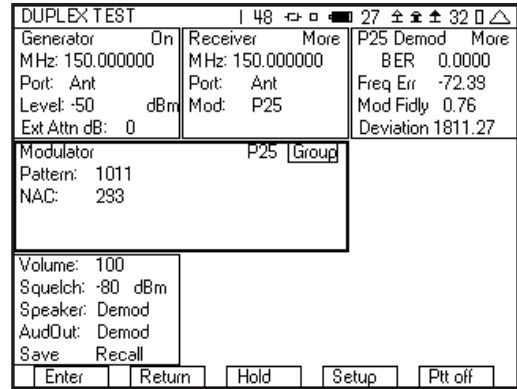 DUPLEX TEST | 48 27 32
Generator On
MHz: 150.000000
Port: Ant
Level: -50 dBm
Ext Attn dB: 0
Receiver More
MHz: 150.000000
Port: Ant
Mod: P25
P25 Demod More
BER 0.0000
Freq Err -72.39
Mod Fidly 0.76
Deviation 1811.27
Modulator P25 Group
Pattern: 1011
NAC: 293
Volume: 100
Squelch: -80 dBm
Speaker: Demod
AudOut: Demod
Save Recall
Enter Return Hold Setup Ptt off